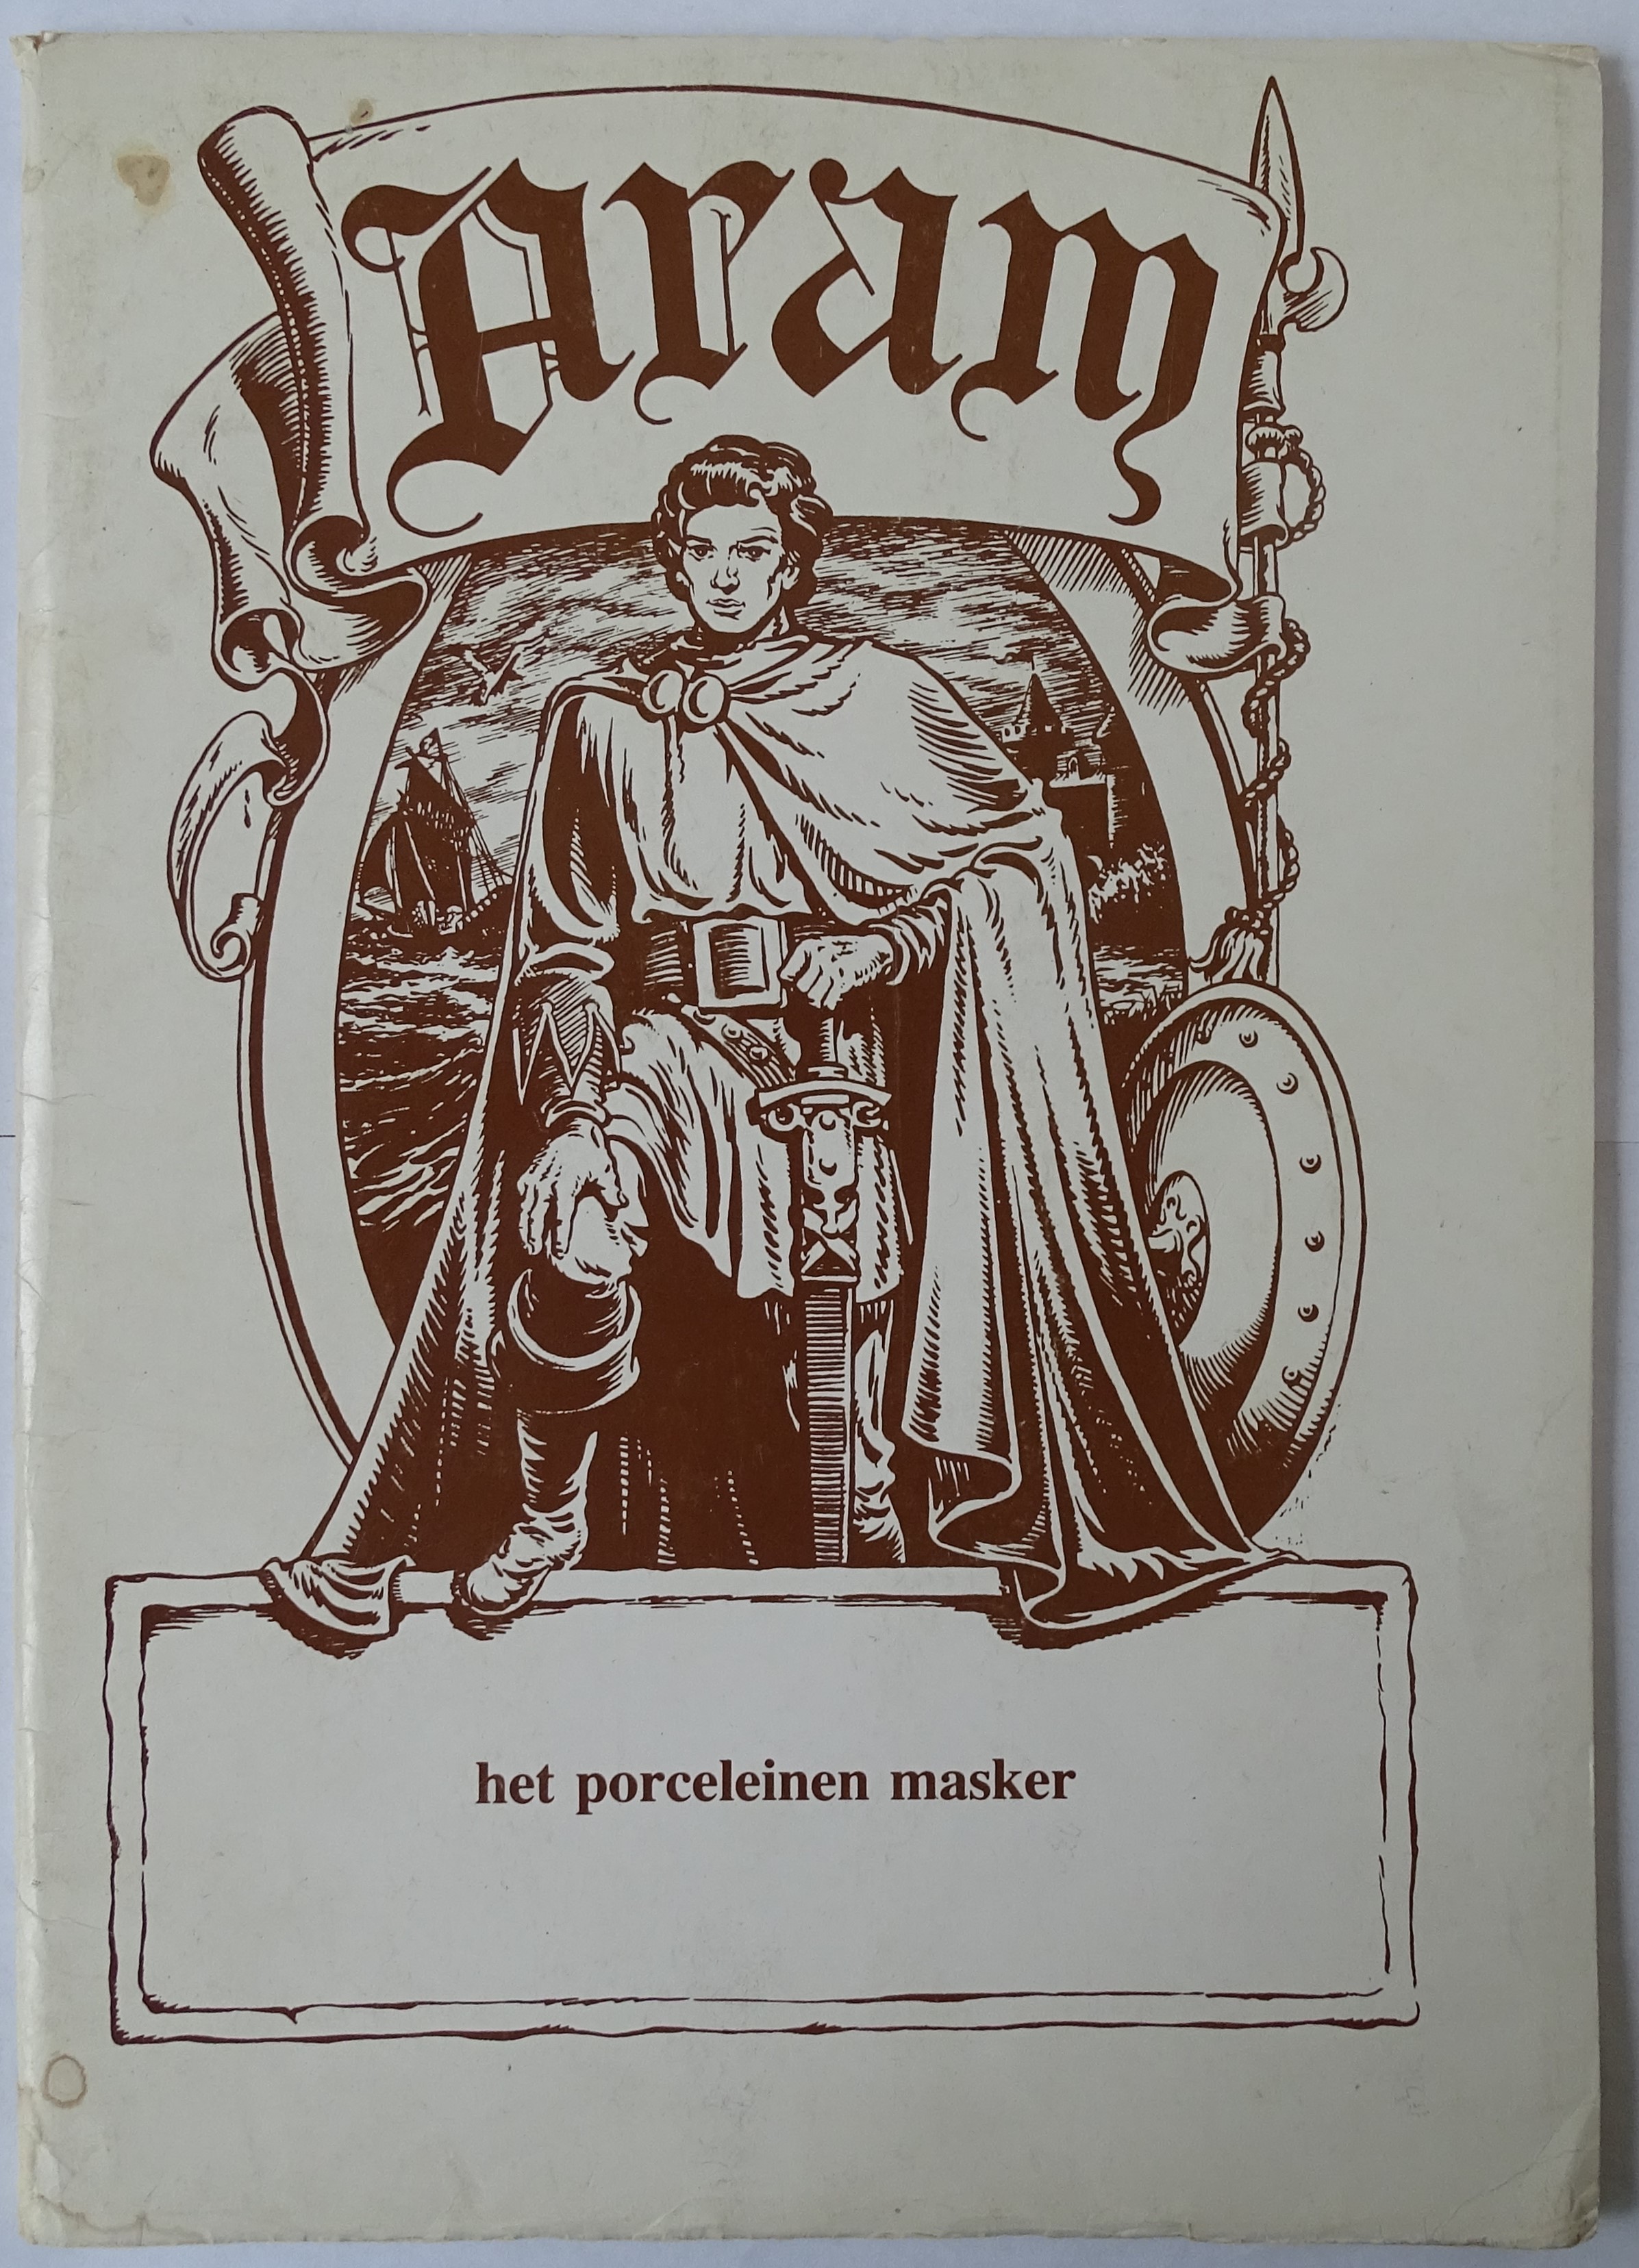 Aram
het porceleinen masker